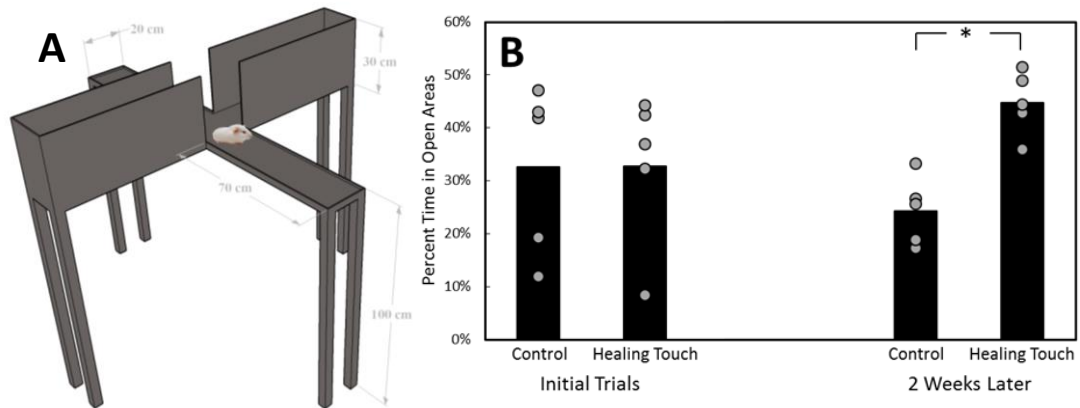 A
20 cm
30 cm
70 cm
100 cm
B
Percent Time in Open Areas
60%
50%
40%
30%
20%
10%
0%
*
Control Healing Touch Control Healing Touch
Initial Trials 2 Weeks Later